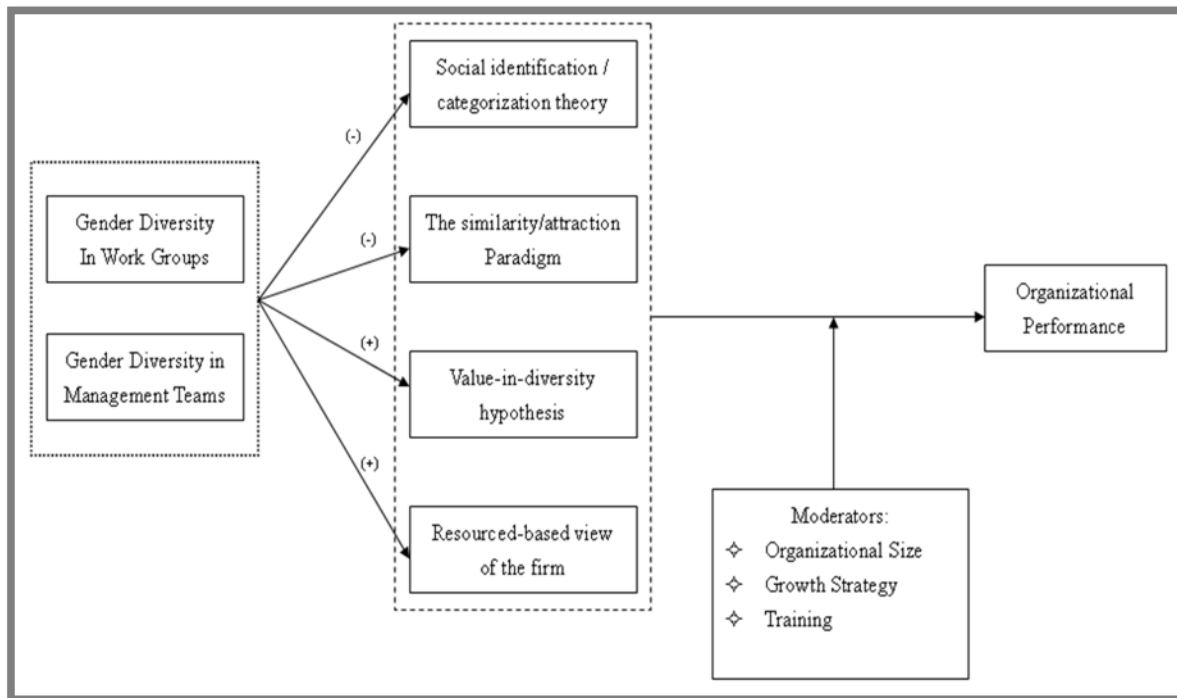 Social identification /
categorization theory
(-)
Gender Diversity
In Work Groups
The similarity/attraction
Paradigm
(-)
Organizational
Performance
Gender Diversity in
Management Teams
(+)
Value-in-diversity
hypothesis
(+)
Resourced-based view
of the firm
Moderators:
✧ Organizational Size
✧ Growth Strategy
✧ Training